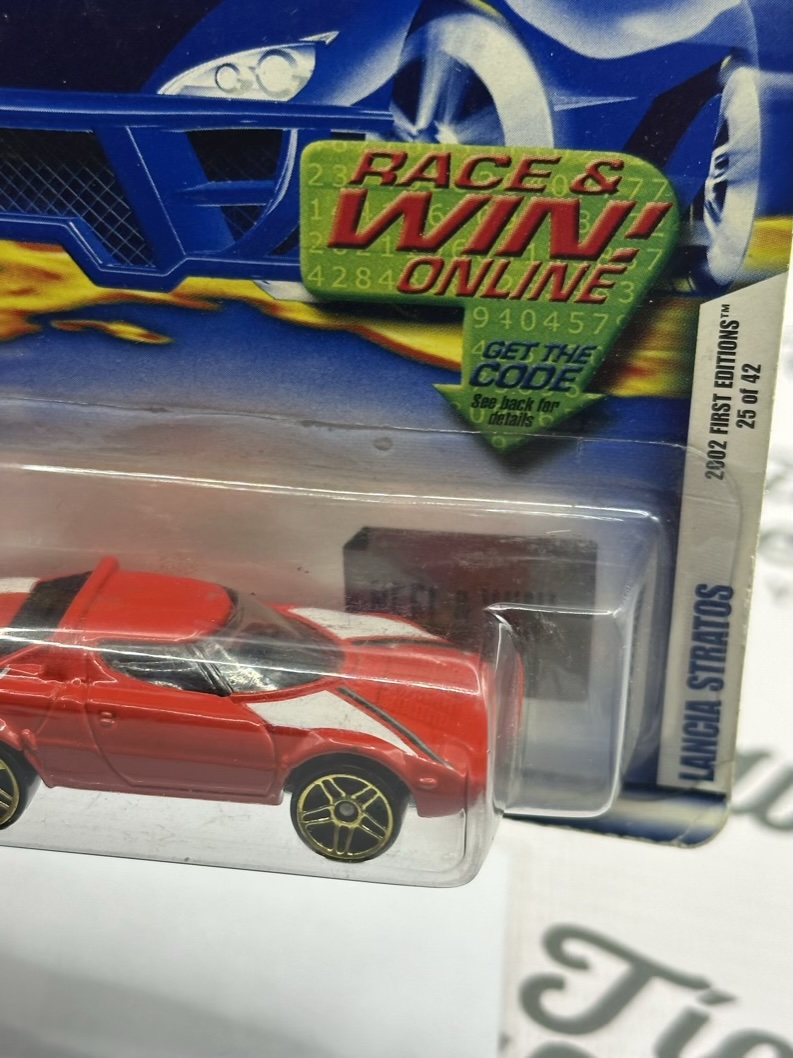 RACE &
WIN!
ONLINE
GET THE
CODE
See back for
details
2002 FIRST EDITIONS™
25 of 42
LANCIA STRATOS